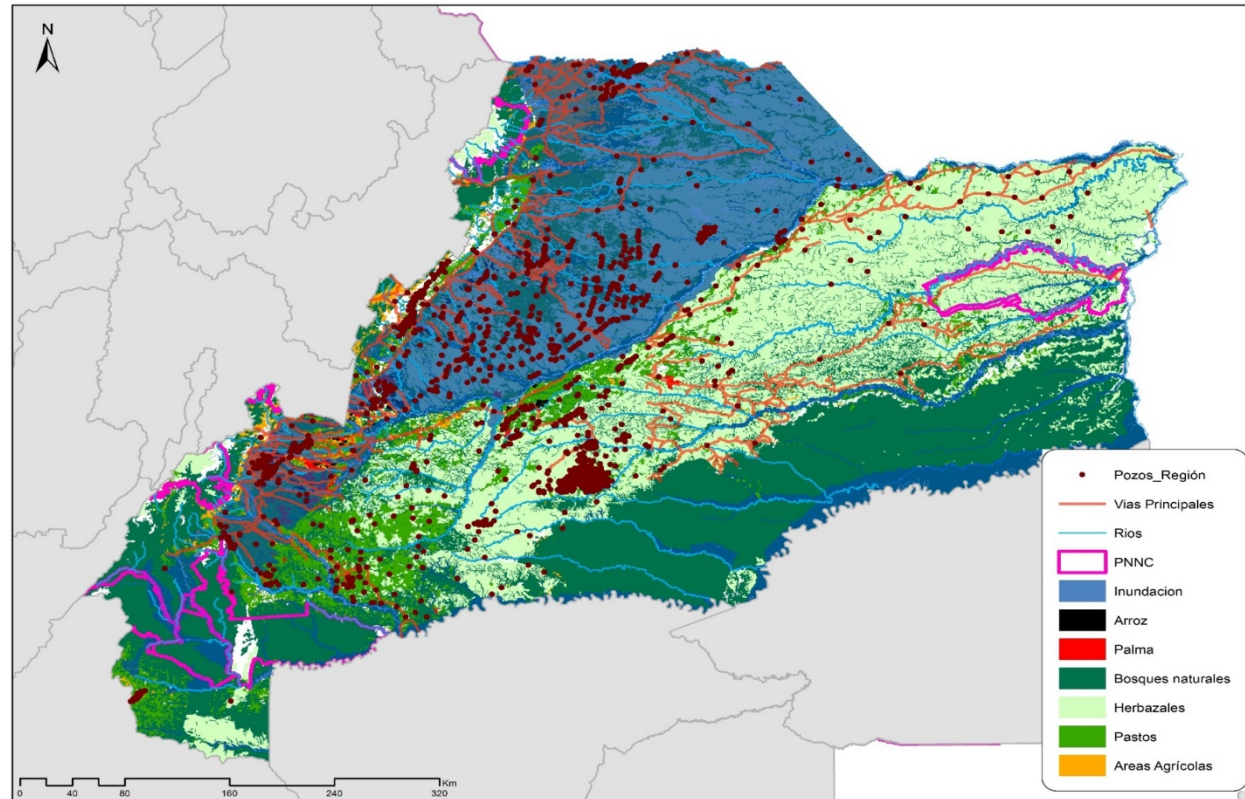 N
Pozos_Región
Vias Principales
Rios
PNNC
Inundacion
Arroz
Palma
Bosques naturales
Herbazales
Pastos
Areas Agrícolas
Km
0 40 80 160 240 320